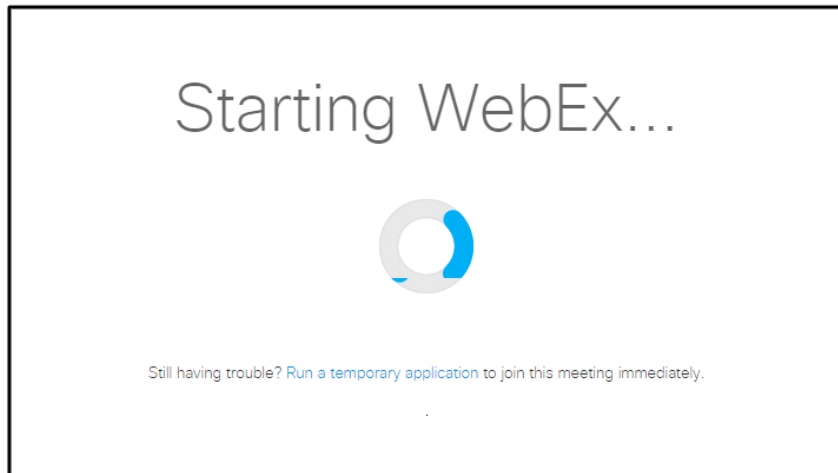 Starting WebEx...
Still having trouble? Run a temporary application to join this meeting immediately.
.